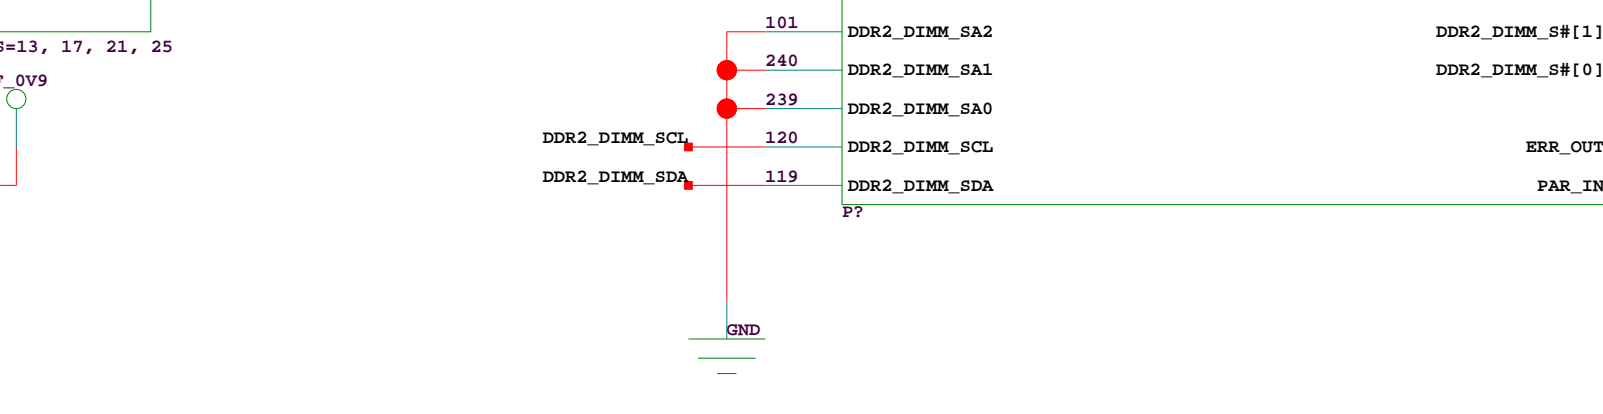 101
DDR2_DIMM_SA2
DDR2_DIMM_S#[1]
S=13, 17, 21, 25
240
DDR2_DIMM_SA1
DDR2_DIMM_S#[0]
_0V9
239
DDR2_DIMM_SA0
DDR2_DIMM_SCL
120
DDR2_DIMM_SCL
ERR_OUT
DDR2_DIMM_SDA
119
DDR2_DIMM_SDA
PAR_IN
P?
GND